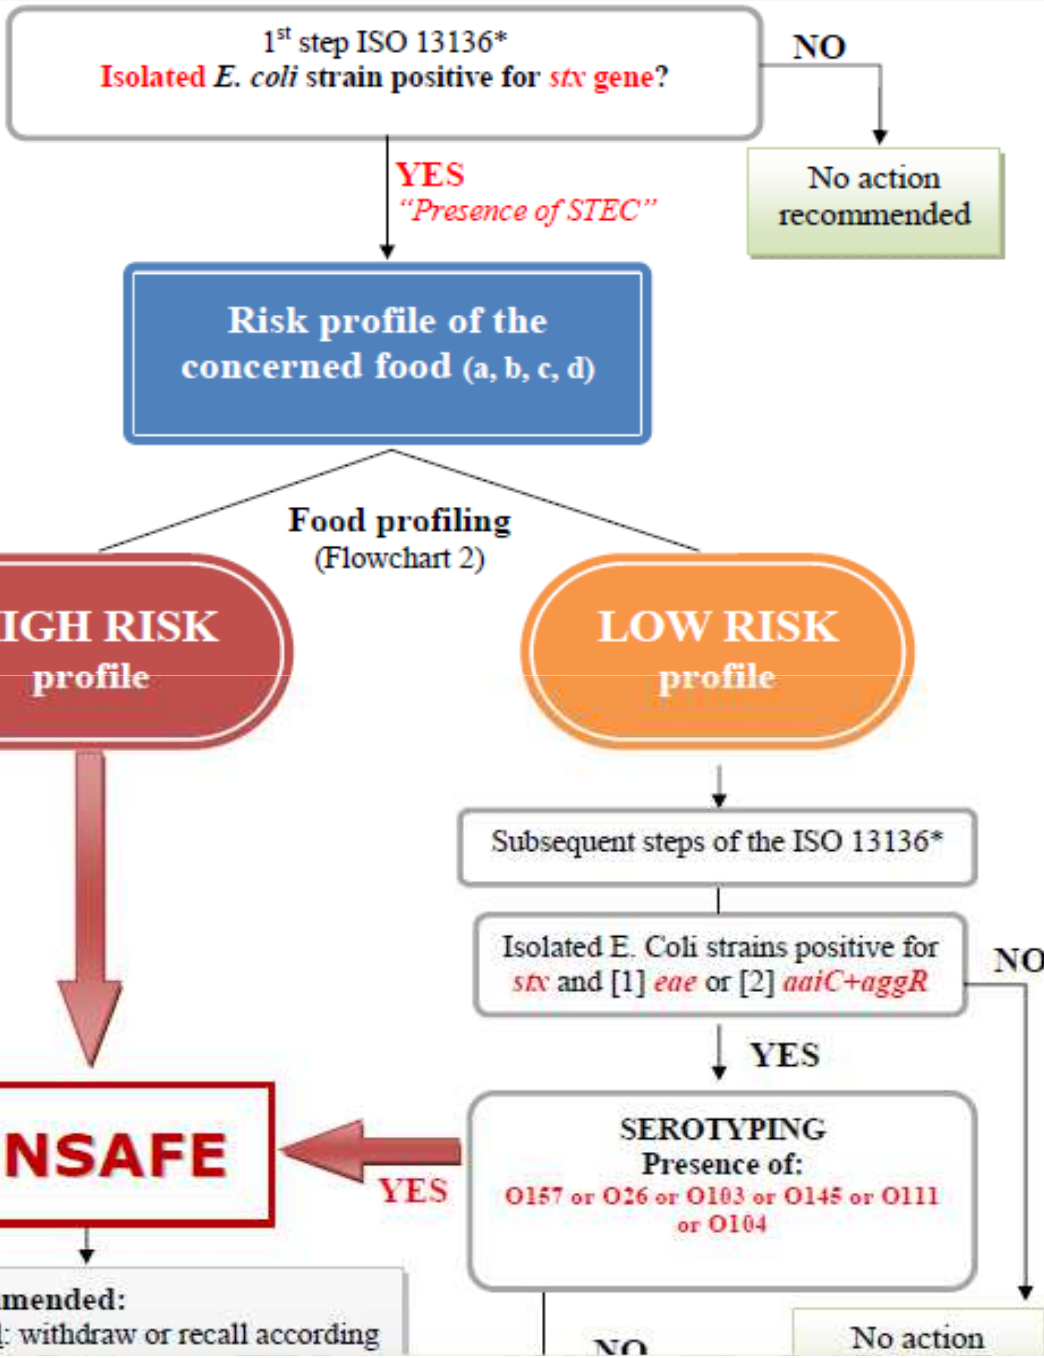 1st step ISO 13136*
Isolated E. coli strain positive for stx gene?
NO
No action
recommended
YES
“Presence of STEC”
Risk profile of the
concerned food (a, b, c, d)
Food profiling
(Flowchart 2)
IGH RISK
profile
LOW RISK
profile
Subsequent steps of the ISO 13136*
Isolated E. Coli strains positive for
stx and [1] eae or [2] aaiC+aggR
NO
YES
SEROTYPING
Presence of:
O157 or O26 or O103 or O145 or O111
or O104
YES
NSAFE
mmended:
: withdraw or recall according
NO
No action